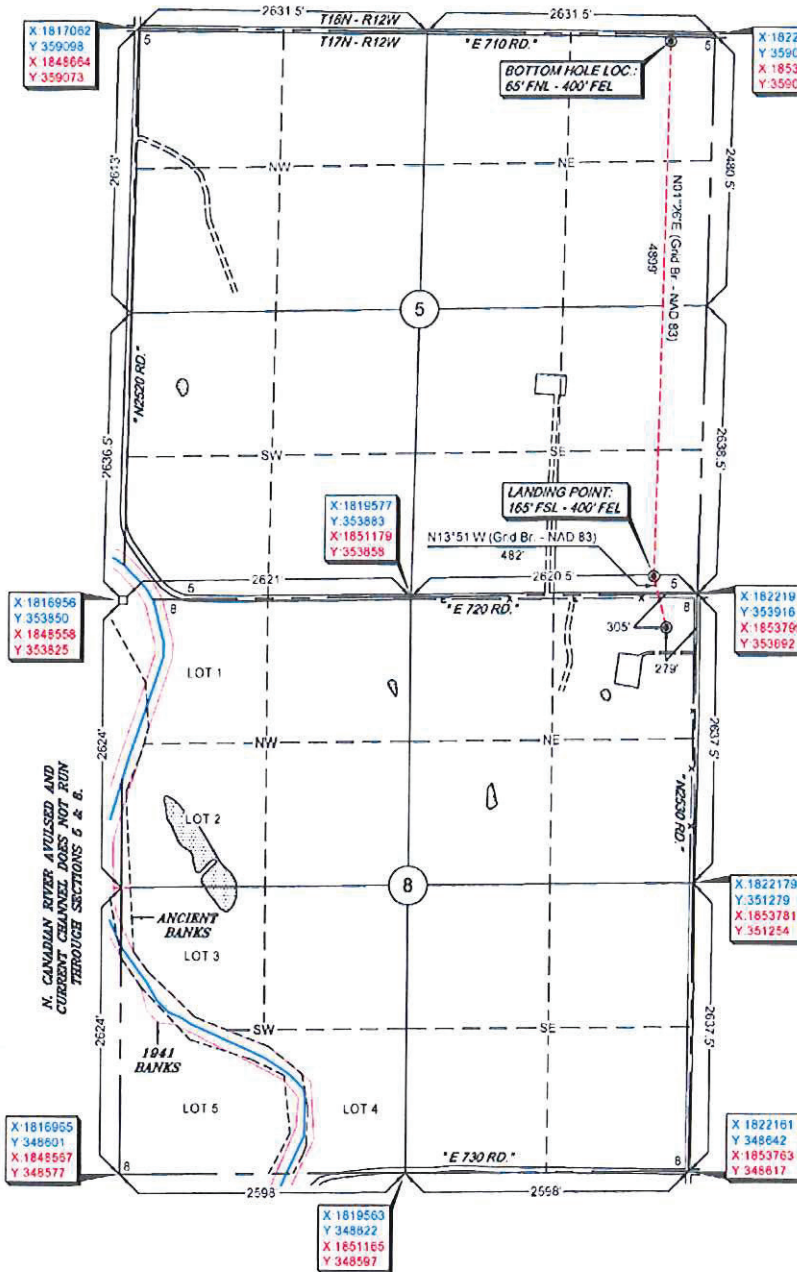 2631.5'
T18N - R12W
2631.5'
T17N - R12W
"E 710 RD."
5
5
X:1817062
Y:359098
X:1848664
Y:359073
BOTTOM HOLE LOC.:
65' FNL - 400' FEL
2613'
NW
NE
2480.5'
N01°26'E (Grid Br. - NAD 83)
4899'
5
"N2520 RD."
2636.5'
SW
SE
2638.5'
X:1819577
Y:353883
X:1851179
Y:353858
LANDING POINT:
165' FSL - 400' FEL
N13°51'W (Grid Br. - NAD 83)
482'
5
2621'
2620.5'
5
8
"E 720 RD."
8
X:1816956
Y:353850
X:1848558
Y:353825
305'
279'
LOT 1
2624'
NW
NE
2637.5'
"N2530 RD."
N. CANADIAN RIVER AVULSED AND
CURRENT CHANNEL DOES NOT RUN
THROUGH SECTIONS 5 & 8.
LOT 2
8
ANCIENT
BANKS
X:1822179
Y:351279
X:1853781
Y:351254
LOT 3
2624'
SW
SE
2637.5'
1941
BANKS
LOT 5
LOT 4
X:1816965
Y:348601
X:1848567
Y:348577
8
"E 730 RD."
8
X:1822161
Y:348642
X:1853763
Y:348617
2598'
2598'
X:1819563
Y:348622
X:1851165
Y:348597